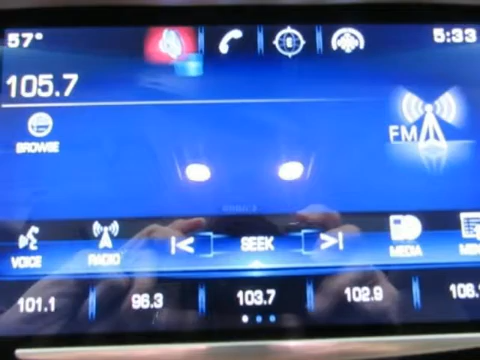 57° 5:33
105.7
FM
BROWSE
VOICE RADIO SEEK MEDIA
101.1 96.3 103.7 102.9